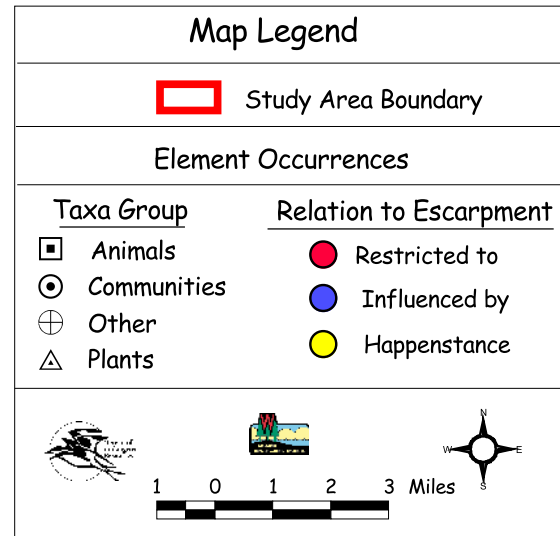 Map Legend
Study Area Boundary
Element Occurrences
Taxa Group
Animals
Communities
Other
Plants
Relation to Escarpment
Restricted to
Influenced by
Happenstance
N
W E
S
1 0 1 2 3 Miles